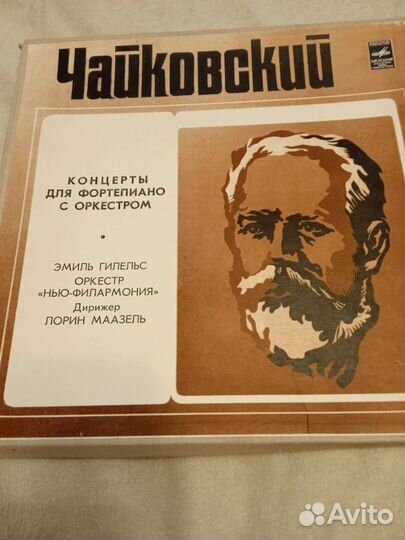 Чайковский
КОНЦЕРТЫ
ДЛЯ ФОРТЕПИАНО
С ОРКЕСТРОМ
ЭМИЛЬ ГИЛЕЛЬС
ОРКЕСТР
«НЬЮ-ФИЛАРМОНИЯ»
Дирижер
ЛОРИН МААЗЕЛЬ
Avito